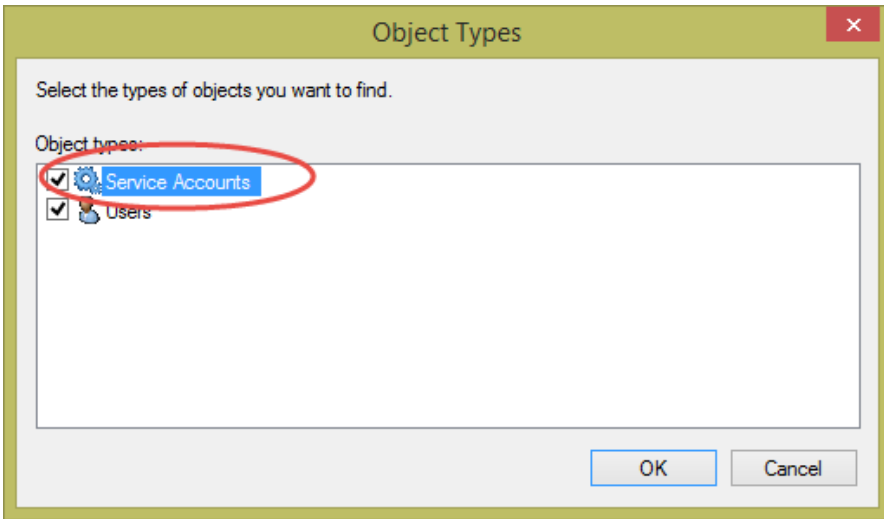 Object Types
Select the types of objects you want to find.
Object types:
Service Accounts
Users
OK
Cancel